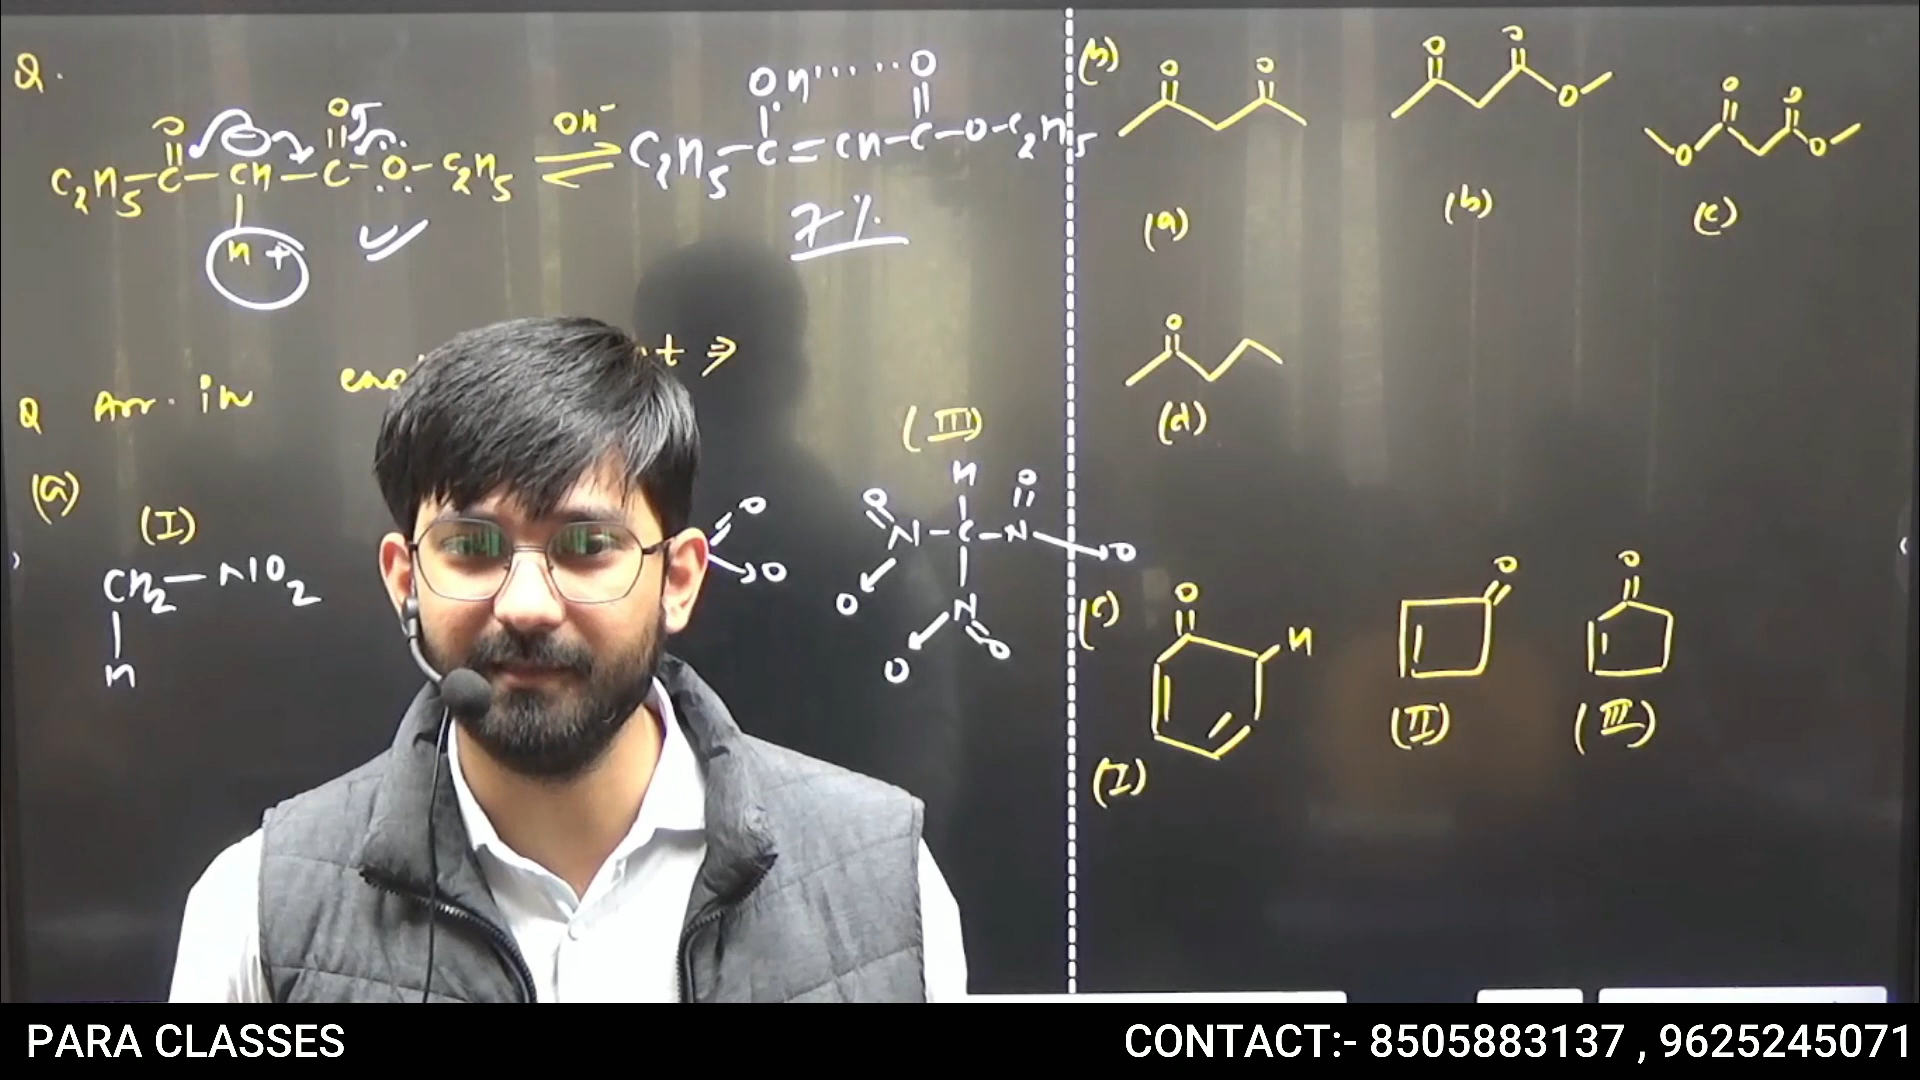 Q.
C2H5-C-CH-C-O-C2H5
O
O
H +
OH-
C2H5-C=CH-C-O-C2H5
OH......O
7%
Q Arr. in
(a)
(I)
CH2-NO2
H
(III)
H
O
O
N-C-N
O
O
N
O
O
(b)
O
O
(a)
O
O
O
(b)
O
O
O
O
(c)
O
(d)
(c)
O
H
(I)
O
(II)
O
(III)
PARA CLASSES
CONTACT:- 8505883137 , 9625245071